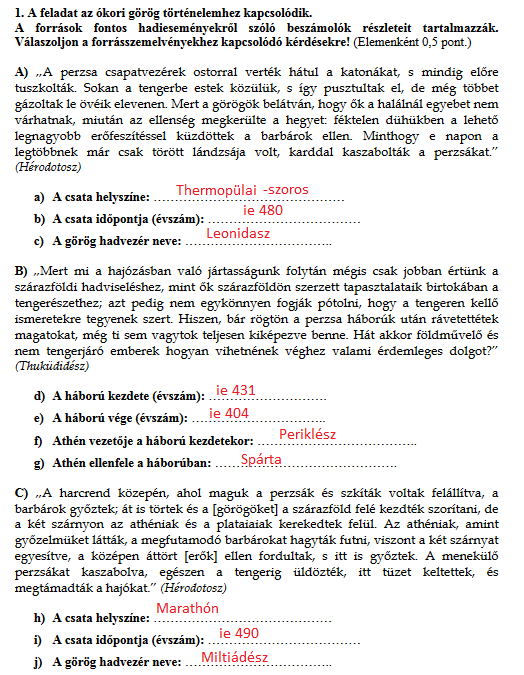 1. A feladat az ókori görög történelemhez kapcsolódik.
A források fontos hadieseményekről szóló beszámolók részleteit tartalmazzák.
Válaszoljon a forrásszemelvényekhez kapcsolódó kérdésekre! (Elemenként 0,5 pont.)
A) „A perzsa csapatvezérek ostorral verték hátul a katonákat, s mindig előre
tuszkolták. Sokan a tengerbe estek közülük, s így pusztultak el, de még többet
gázoltak le övéik elevenen. Mert a görögök belátván, hogy ők a halálnál egyebet nem
várhatnak, miután az ellenség megkerülte a hegyet: féktelen dühükben a lehető
legnagyobb erőfeszítéssel küzdöttek a barbárok ellen. Minthogy e napon a
legtöbbnek már csak törött lándzsája volt, karddal kaszabolták a perzsákat.”
(Hérodotosz)
a) A csata helyszíne: Thermopülai -szoros
b) A csata időpontja (évszám): ie 480
c) A görög hadvezér neve: Leonidasz
B) „Mert mi a hajózásban való jártasságunk folytán mégis csak jobban értünk a
szárazföldi hadviseléshez, mint ők szárazföldön szerzett tapasztalataik birtokában a
tengerészethez; azt pedig nem egykönnyen fogják pótolni, hogy a tengeren kellő
ismeretekre tegyenek szert. Hiszen, bár rögtön a perzsa háborúk után rávetettétek
magatokat, még ti sem vagytok teljesen kiképezve benne. Hát akkor földművelő és
nem tengerjáró emberek hogyan vihetnének véghez valami érdemleges dolgot?”
(Thuküdidész)
d) A háború kezdete (évszám): ie 431
e) A háború vége (évszám): ie 404
f) Athén vezetője a háború kezdetekor: Periklész
g) Athén ellenfele a háborúban: Spárta
C) „A harcrend közepén, ahol maguk a perzsák és szkíták voltak felállítva, a
barbárok győztek; át is törtek és a [görögöket] a szárazföld felé kezdték szorítani, de
a két szárnyon az athéniak és a plataiaiak kerekedtek felül. Az athéniak, amint
győzelmüket látták, a megfutamodó barbárokat hagyták futni, viszont a két szárnyat
egyesítve, a középen áttört [erők] ellen fordultak, s itt is győztek. A menekülő
perzsákat kaszabolva, egészen a tengerig üldözték, itt tüzet keltettek, és
megtámadták a hajókat.” (Hérodotosz)
h) A csata helyszíne: Marathón
i) A csata időpontja (évszám): ie 490
j) A görög hadvezér neve: Miltiádész